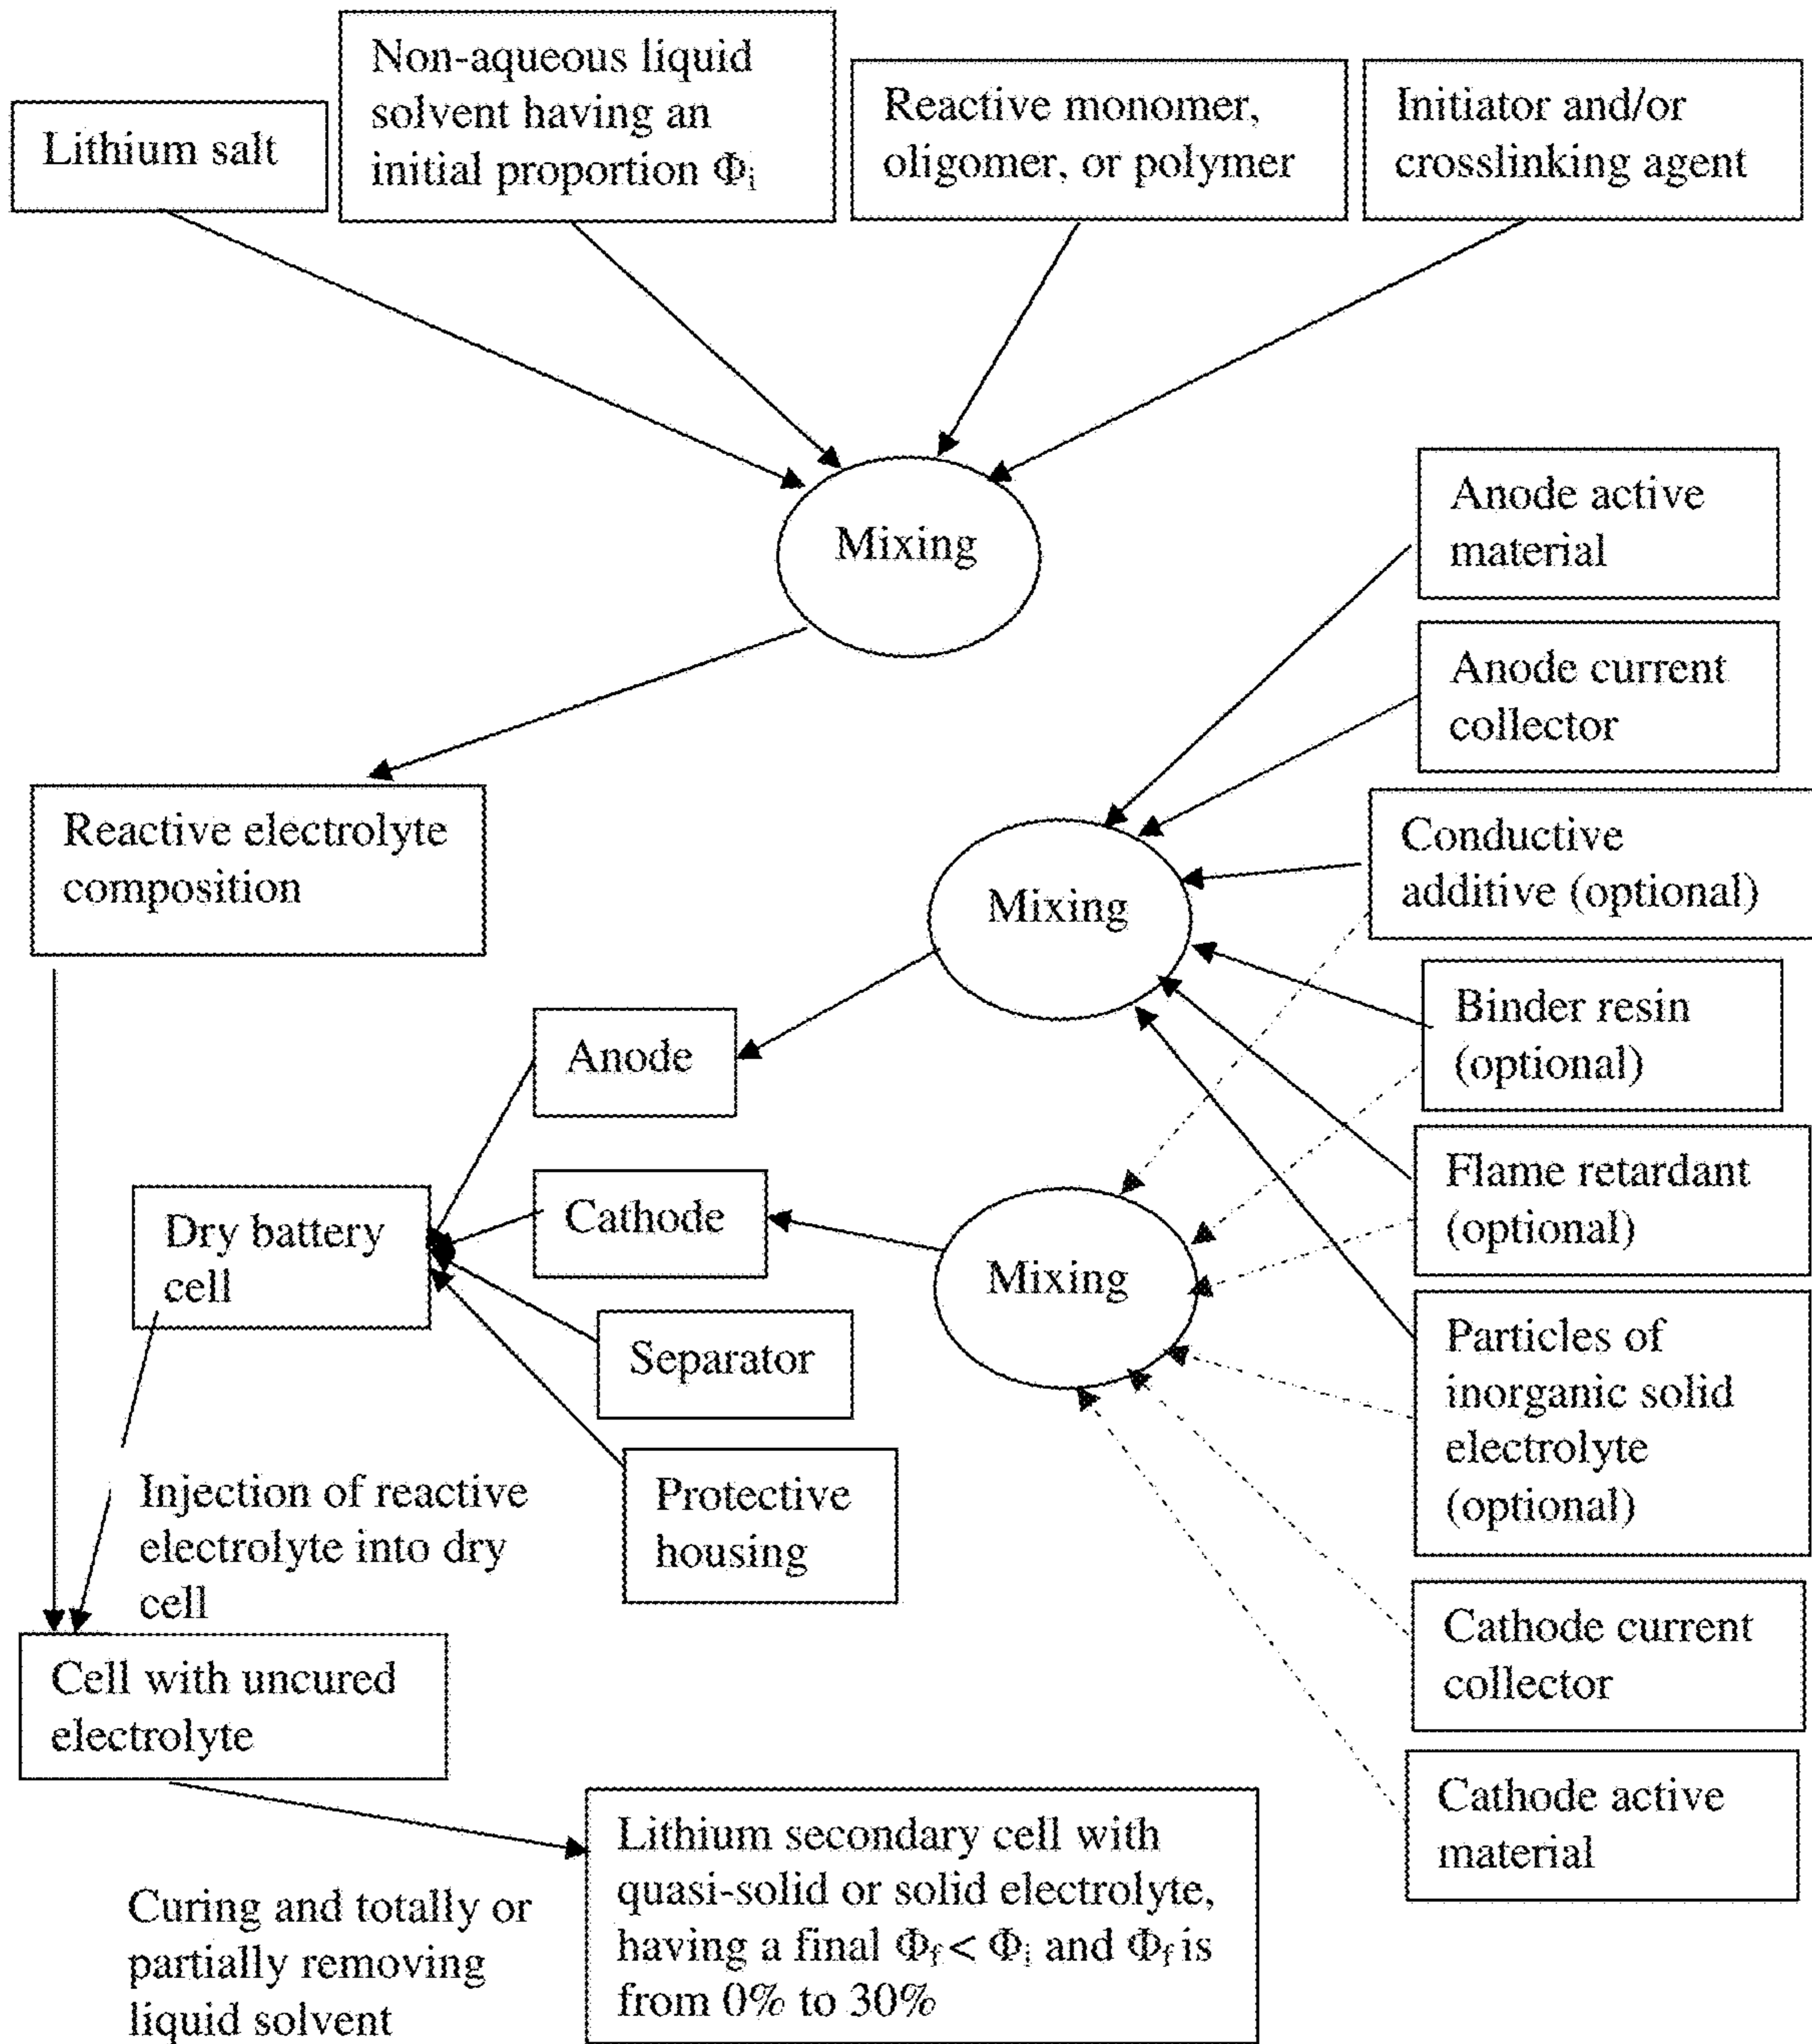 Lithium salt
Non-aqueous liquid
solvent having an
initial proportion Φi
Reactive monomer,
oligomer, or polymer
Initiator and/or
crosslinking agent
Mixing
Anode active
material
Anode current
collector
Reactive electrolyte
composition
Mixing
Conductive
additive (optional)
Binder resin
(optional)
Anode
Flame retardant
(optional)
Dry battery
cell
Cathode
Mixing
Separator
Particles of
inorganic solid
electrolyte
(optional)
Injection of reactive
electrolyte into dry
cell
Protective
housing
Cathode current
collector
Cell with uncured
electrolyte
Cathode active
material
Curing and totally or
partially removing
liquid solvent
Lithium secondary cell with
quasi-solid or solid electrolyte,
having a final Φf < Φi and Φf is
from 0% to 30%